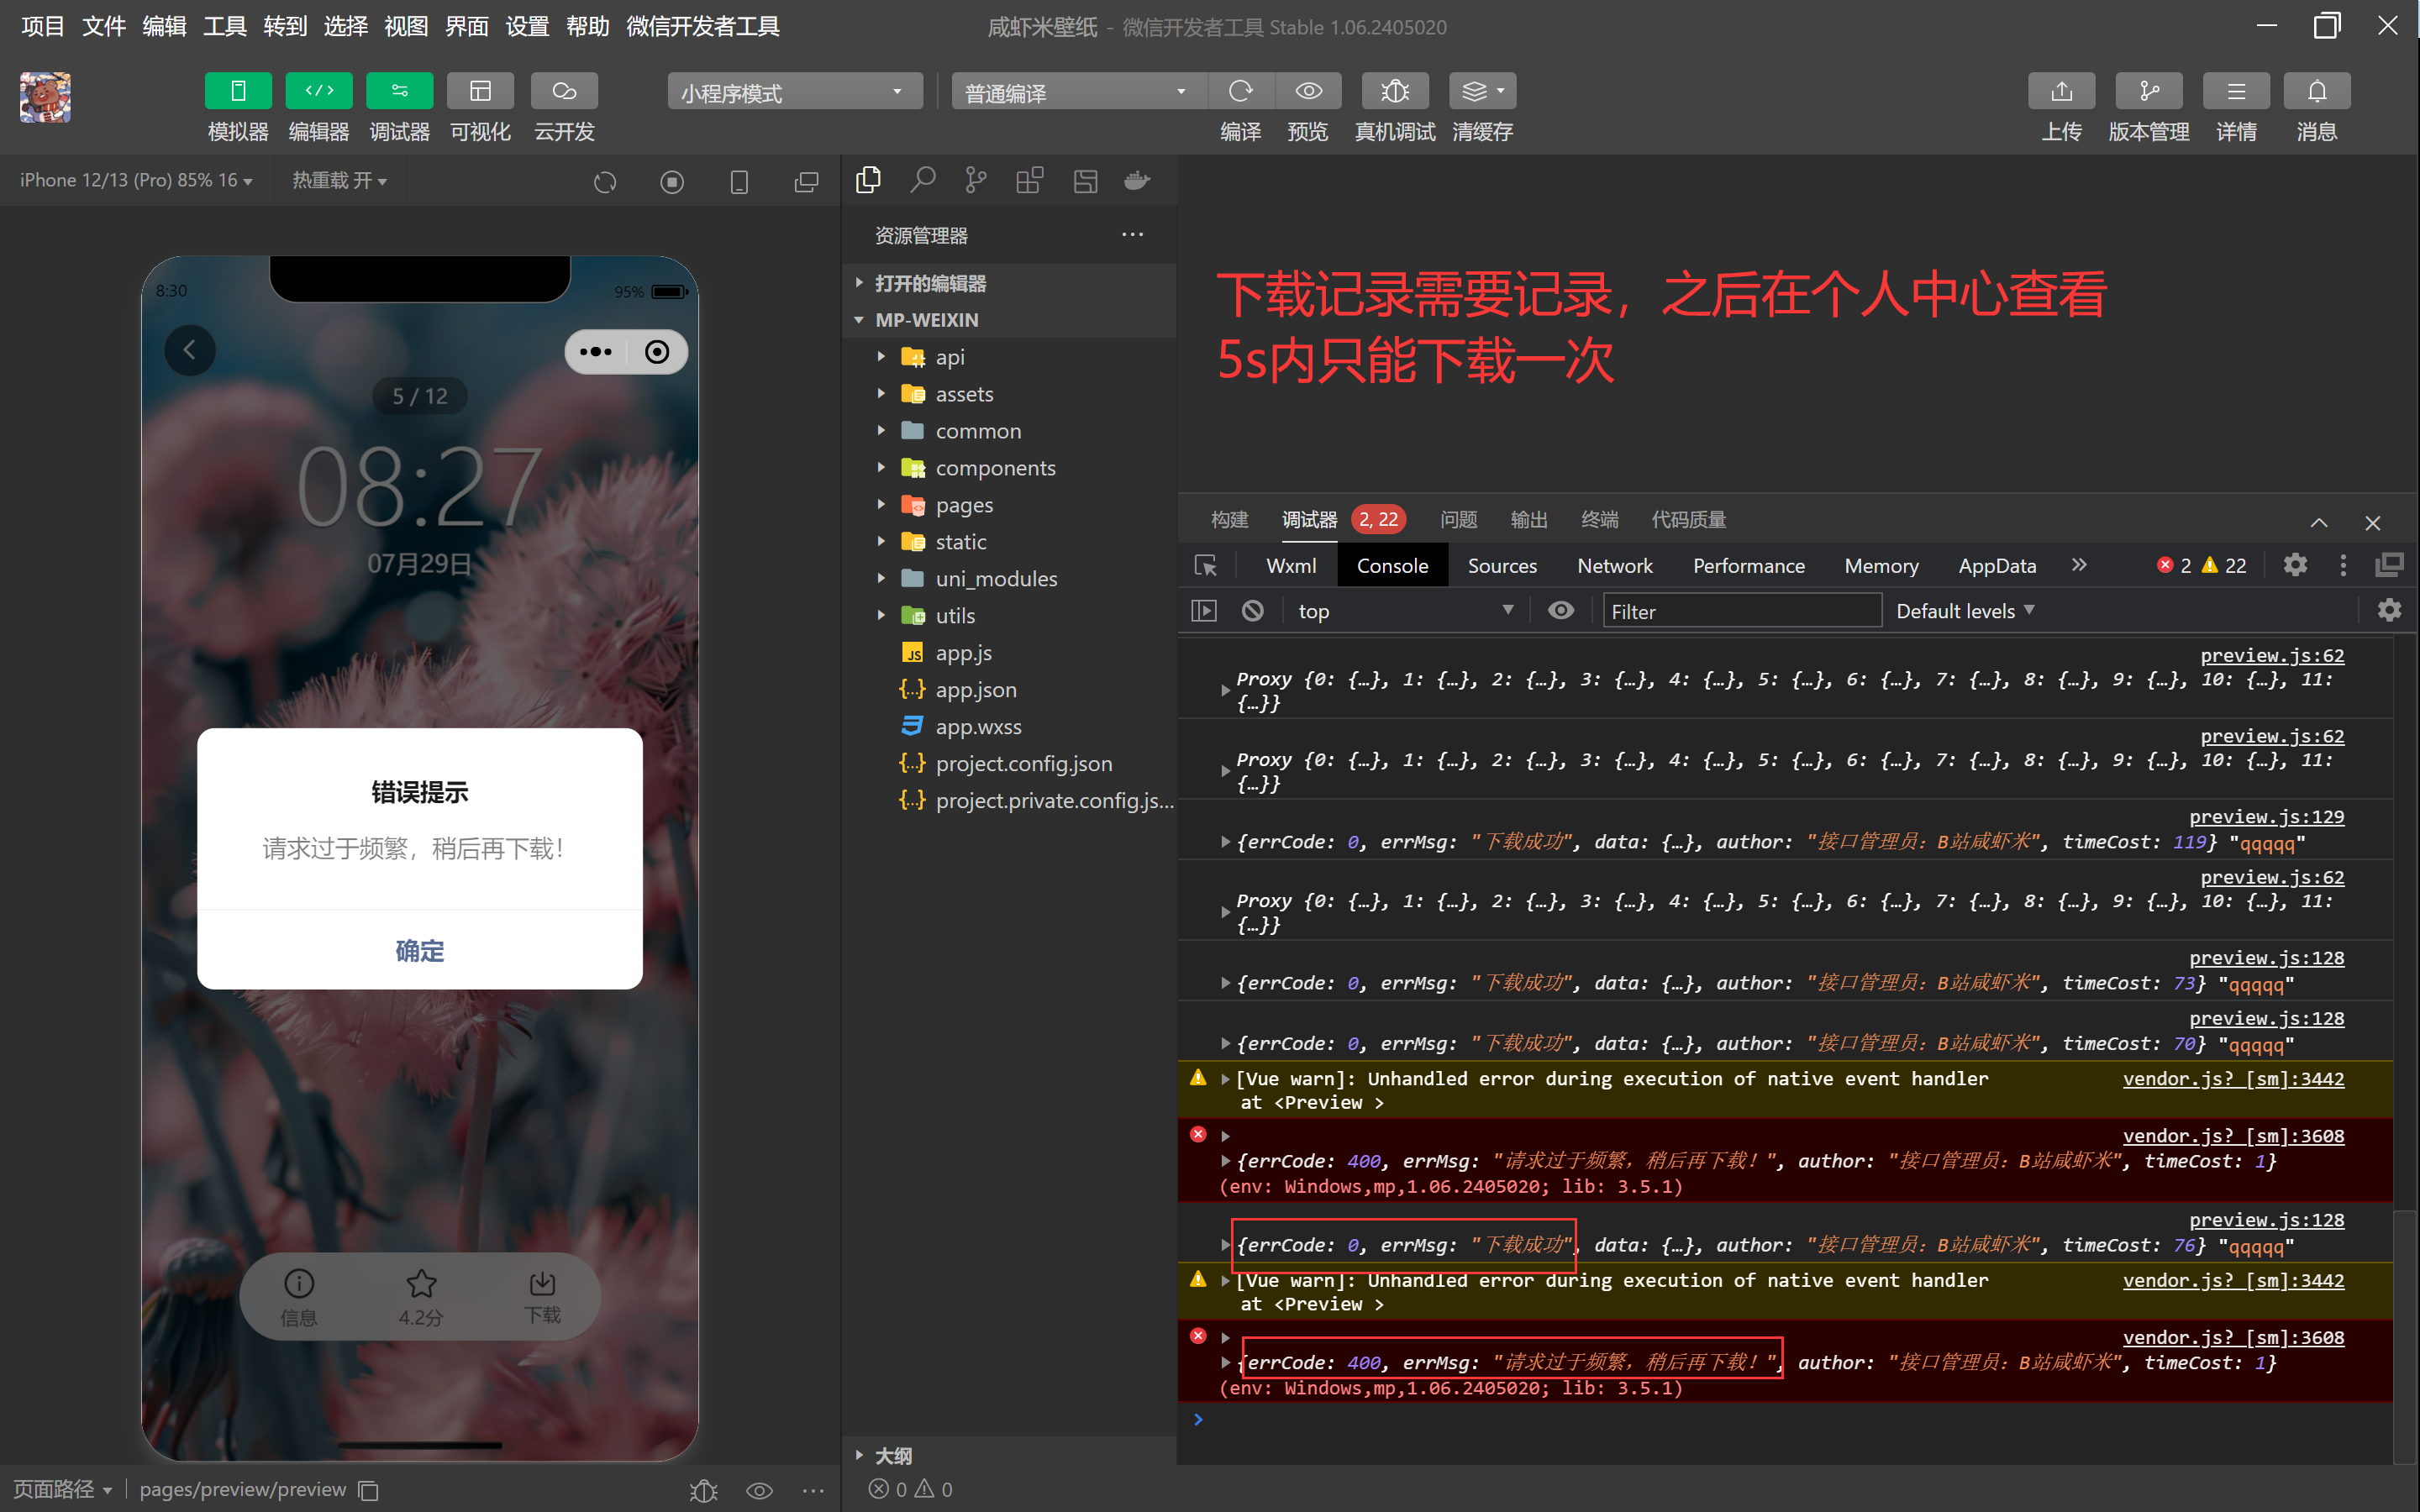 项目 文件 编辑 工具 转到 选择 视图 界面 设置 帮助 微信开发者工具
咸虾米壁纸 - 微信开发者工具 Stable 1.06.2405020
模拟器 编辑器 调试器 可视化 云开发
小程序模式
普通编译
编译 预览 真机调试 清缓存
上传 版本管理 详情 消息
iPhone 12/13 (Pro) 85% 16
热重载 开
8:30
95%
5 / 12
08:27
07月29日
错误提示
请求过于频繁，稍后再下载！
确定
信息
4.2分
下载
页面路径
pages/preview/preview
资源管理器
打开的编辑器
MP-WEIXIN
api
assets
common
components
pages
static
uni_modules
utils
app.js
app.json
app.wxss
project.config.json
project.private.config.js...
大纲
0 0
下载记录需要记录，之后在个人中心查看
5s内只能下载一次
构建 调试器 2, 22 问题 输出 终端 代码质量
Wxml Console Sources Network Performance Memory AppData 2 22
top Filter Default levels
preview.js:62
Proxy {0: {…}, 1: {…}, 2: {…}, 3: {…}, 4: {…}, 5: {…}, 6: {…}, 7: {…}, 8: {…}, 9: {…}, 10: {…}, 11:
{…}}
preview.js:62
Proxy {0: {…}, 1: {…}, 2: {…}, 3: {…}, 4: {…}, 5: {…}, 6: {…}, 7: {…}, 8: {…}, 9: {…}, 10: {…}, 11:
{…}}
preview.js:129
{errCode: 0, errMsg: "下载成功", data: {…}, author: "接口管理员：B站咸虾米", timeCost: 119} "qqqqq"
preview.js:62
Proxy {0: {…}, 1: {…}, 2: {…}, 3: {…}, 4: {…}, 5: {…}, 6: {…}, 7: {…}, 8: {…}, 9: {…}, 10: {…}, 11:
{…}}
preview.js:128
{errCode: 0, errMsg: "下载成功", data: {…}, author: "接口管理员：B站咸虾米", timeCost: 73} "qqqqq"
preview.js:128
{errCode: 0, errMsg: "下载成功", data: {…}, author: "接口管理员：B站咸虾米", timeCost: 70} "qqqqq"
[Vue warn]: Unhandled error during execution of native event handler vendor.js? [sm]:3442
at <Preview >
vendor.js? [sm]:3608
{errCode: 400, errMsg: "请求过于频繁，稍后再下载！", author: "接口管理员：B站咸虾米", timeCost: 1}
(env: Windows,mp,1.06.2405020; lib: 3.5.1)
preview.js:128
{errCode: 0, errMsg: "下载成功", data: {…}, author: "接口管理员：B站咸虾米", timeCost: 76} "qqqqq"
[Vue warn]: Unhandled error during execution of native event handler vendor.js? [sm]:3442
at <Preview >
vendor.js? [sm]:3608
{errCode: 400, errMsg: "请求过于频繁，稍后再下载！", author: "接口管理员：B站咸虾米", timeCost: 1}
(env: Windows,mp,1.06.2405020; lib: 3.5.1)